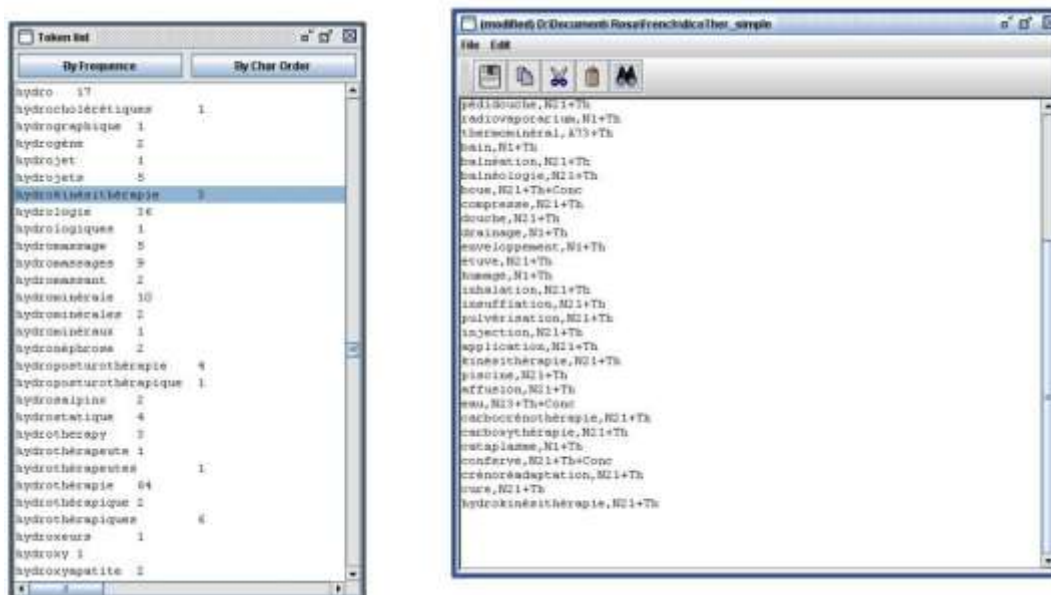 Token list
By Frequence By Char Order
hydro 17
hydrocholérétiques 1
hydrographique 1
hydrogène 2
hydrojet 1
hydrojets 5
hydrokinésithérapie 3
hydrologie 16
hydrologiques 1
hydromassage 5
hydromassages 9
hydromassant 2
hydrominérale 10
hydrominérales 2
hydrominéraux 1
hydronéphrose 2
hydroposturothérapie 4
hydroposturothérapique 1
hydrosalpinx 2
hydrostatique 4
hydrotherapy 3
hydrothérapeute 1
hydrothérapeutes 1
hydrothérapie 84
hydrothérapique 2
hydrothérapiques 6
hydroxeurs 1
hydroxy 1
hydroxyapatite 2
(modified) D:\Documenti Rosa\French\dicoTher_simple
File Edit
pédidouche,N21+Th
radiovaporarium,N1+Th
thermominéral,A73+Th
bain,N1+Th
balnéation,N21+Th
balnéologie,N21+Th
boue,N21+Th+Conc
compresse,N21+Th
douche,N21+Th
drainage,N1+Th
enveloppement,N1+Th
étuve,N21+Th
humage,N1+Th
inhalation,N21+Th
insufflation,N21+Th
pulvérisation,N21+Th
injection,N21+Th
application,N21+Th
kinésithérapie,N21+Th
piscine,N21+Th
affusion,N21+Th
eau,N23+Th+Conc
carbocrénothérapie,N21+Th
carboxythérapie,N21+Th
cataplasme,N1+Th
conferve,N21+Th+Conc
crénoréadaptation,N21+Th
cure,N21+Th
hydrokinésithérapie,N21+Th